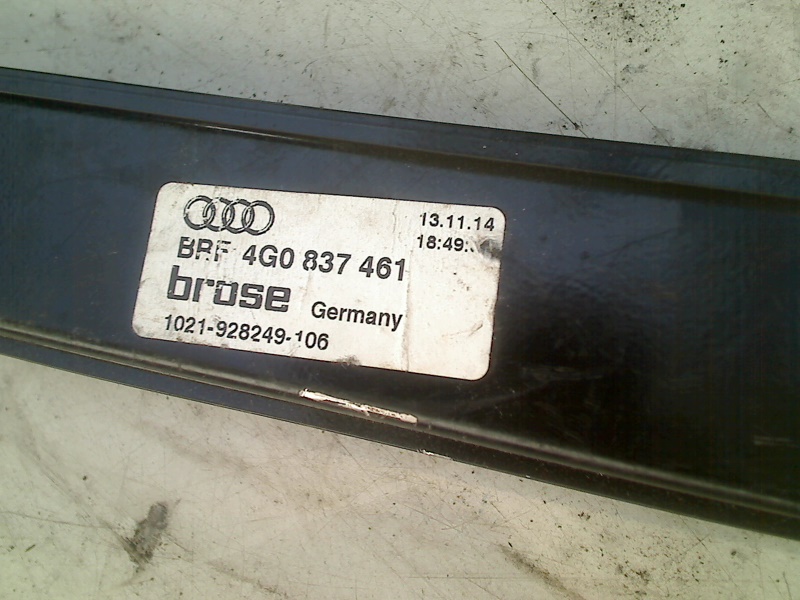 13.11.14
18:49:
BRF 4G0 837 461
brose Germany
1021-928249-106